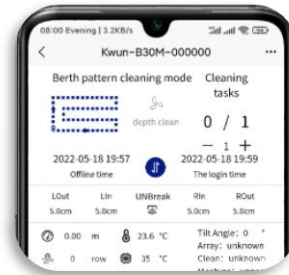 08:00 Evening | 3.2KB/s
Kwun-B30M-000000
Berth pattern cleaning mode Cleaning tasks
depth clean
0 / 1
— 1 +
2022-05-18 19:57 2022-05-18 19:59
Offline time The login time
LOut LIn UNBreak RIn ROut
5.0cm 5.0cm 5.0cm 5.0cm
0.00 m 23.6 °C Tilt Angle: 0 °
Array: unknown
0 row 35 °C Clean: unknown